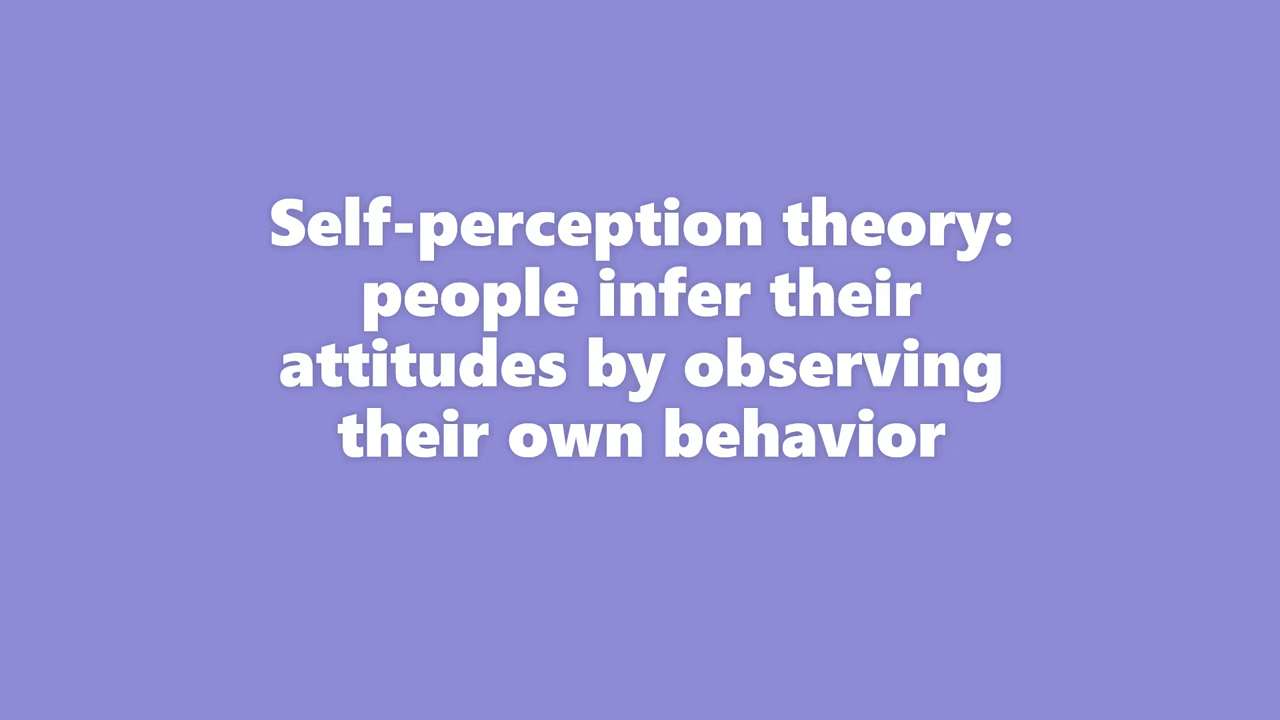 Self-perception theory:
people infer their
attitudes by observing
their own behavior